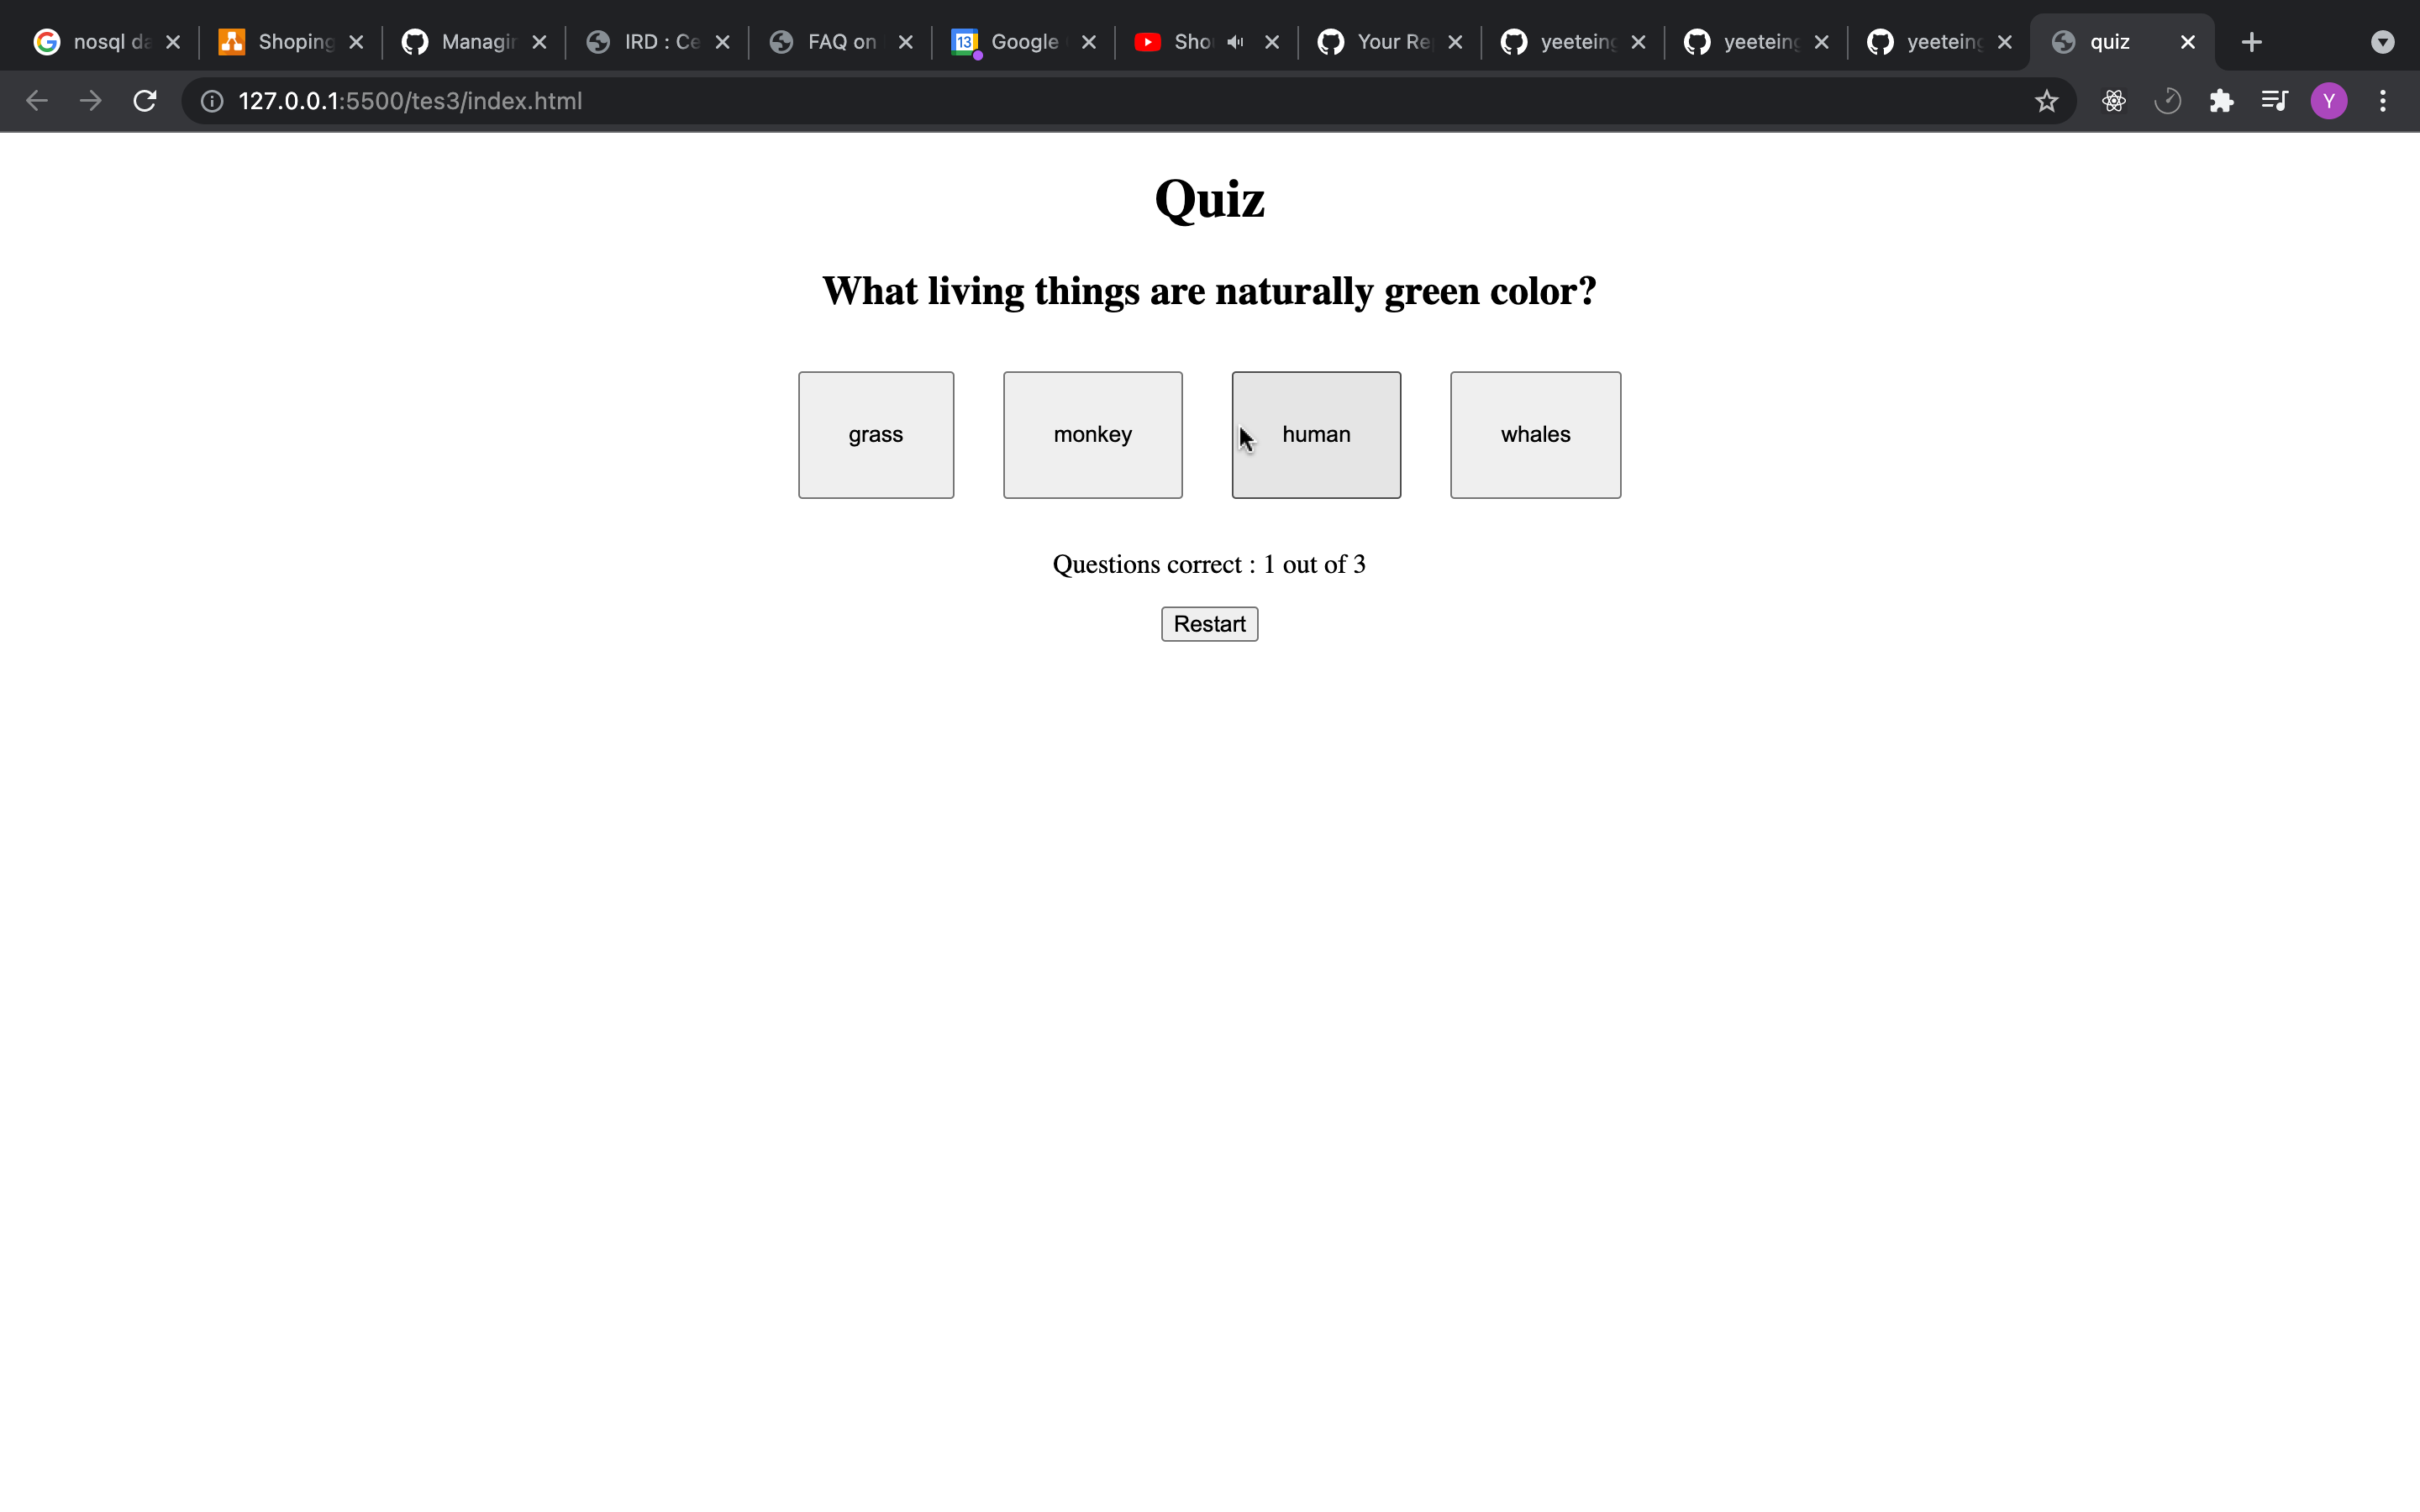 nosql da
Shoping
Managin
IRD : Ce
FAQ on
13
Google
Sho
Your Re
yeeteing
yeeteing
yeeteing
quiz
127.0.0.1:5500/tes3/index.html
Y
Quiz
What living things are naturally green color?
grass
monkey
human
whales
Questions correct : 1 out of 3
Restart